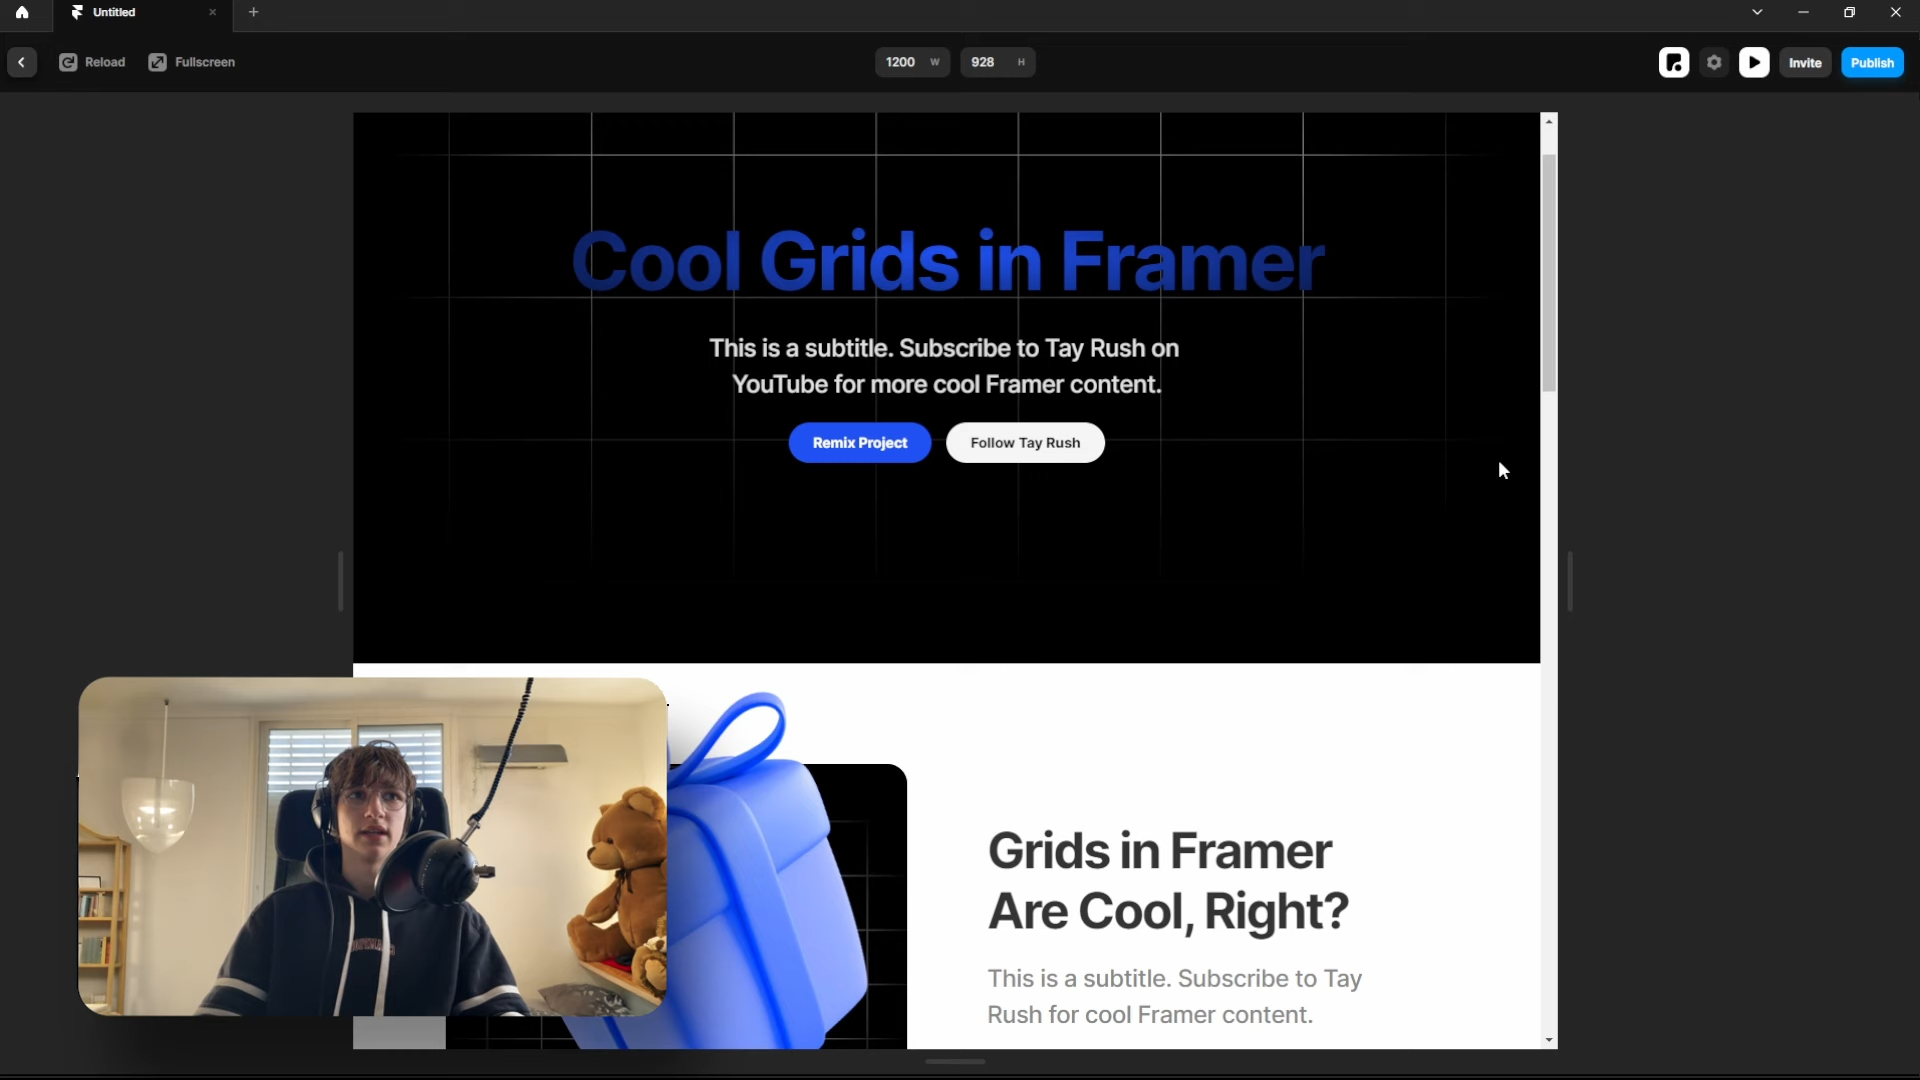 Untitled
Reload
Fullscreen
1200 W
928 H
Invite
Publish
Cool Grids in Framer
This is a subtitle. Subscribe to Tay Rush on
YouTube for more cool Framer content.
Remix Project
Follow Tay Rush
Grids in Framer
Are Cool, Right?
This is a subtitle. Subscribe to Tay
Rush for cool Framer content.